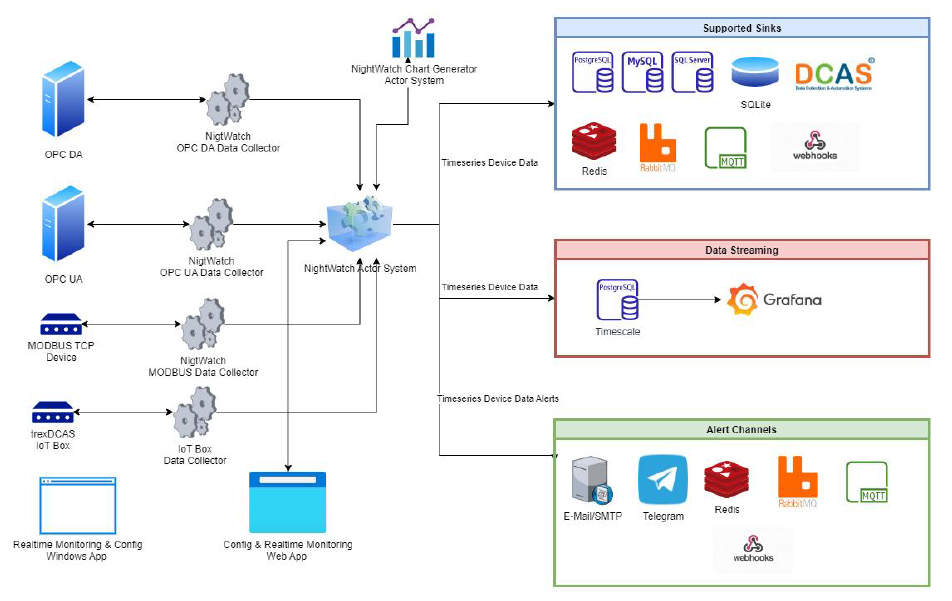 NightWatch Chart Generator
Actor System
OPC DA
NigtWatch
OPC DA Data Collector
OPC UA
NigtWatch
OPC UA Data Collector
NightWatch Actor System
MODBUS TCP
Device
NigtWatch
MODBUS Data Collector
trexDCAS
IoT Box
IoT Box
Data Collector
Realtime Monitoring & Config
Windows App
Config & Realtime Monitoring
Web App
Timeseries Device Data
Timeseries Device Data
Timeseries Device Data Alerts
Supported Sinks
PostgreSQL
MySQL
SQL Server
SQLite
DCAS
Data Collection & Automation Systems
Redis
RabbitMQ
MQTT
webhooks
Data Streaming
PostgreSQL
Timescale
Grafana
Alert Channels
E-Mail/SMTP
Telegram
Redis
RabbitMQ
MQTT
webhooks